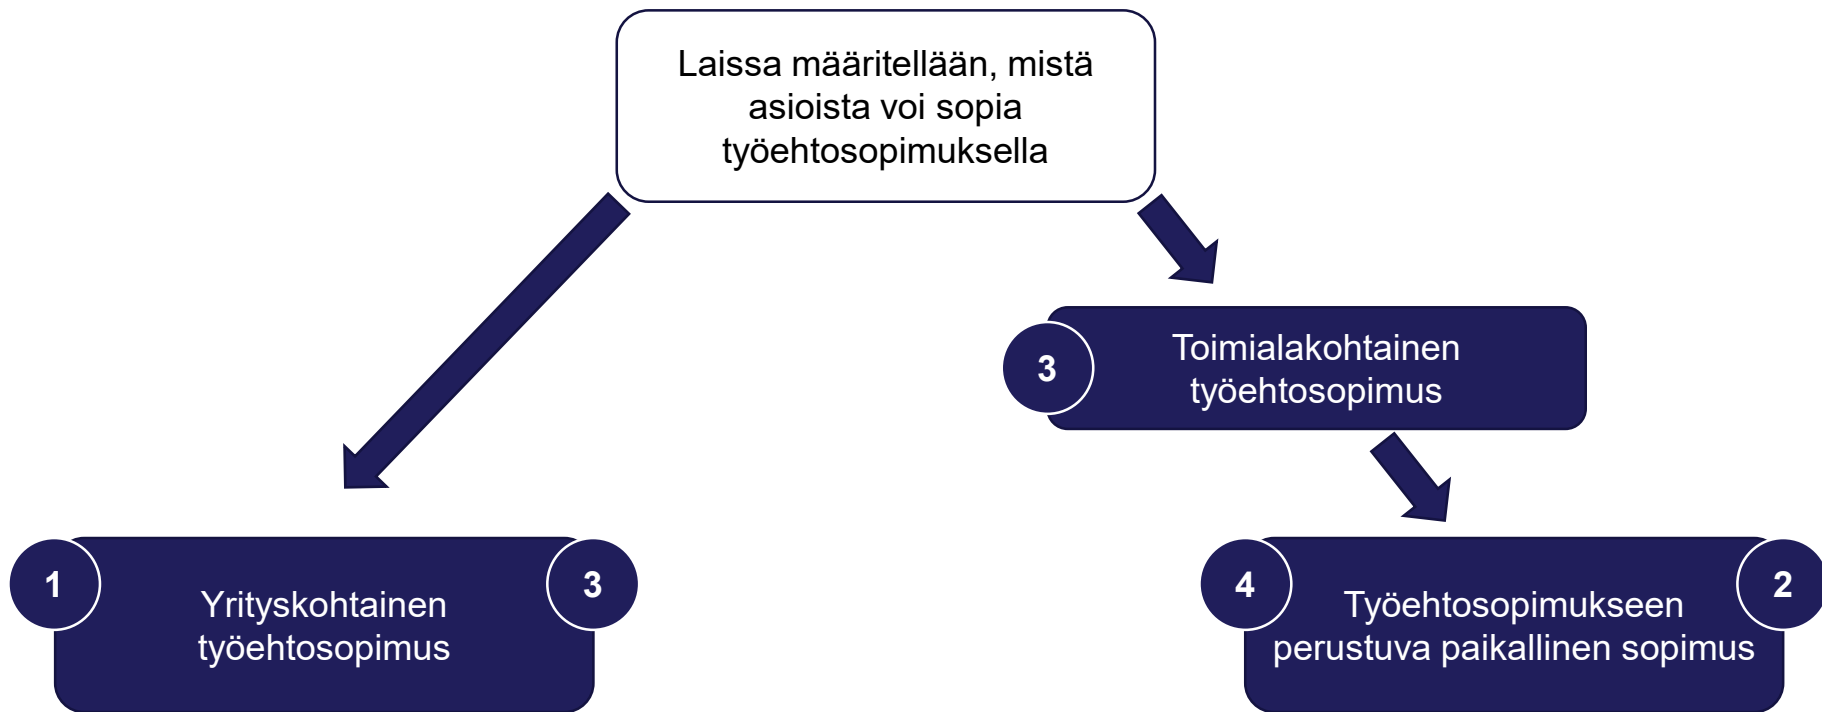 Laissa määritellään, mistä
asioista voi sopia
työehtosopimuksella
3
Toimialakohtainen
työehtosopimus
1
Yrityskohtainen
työehtosopimus
3
4
Työehtosopimukseen
perustuva paikallinen sopimus
2